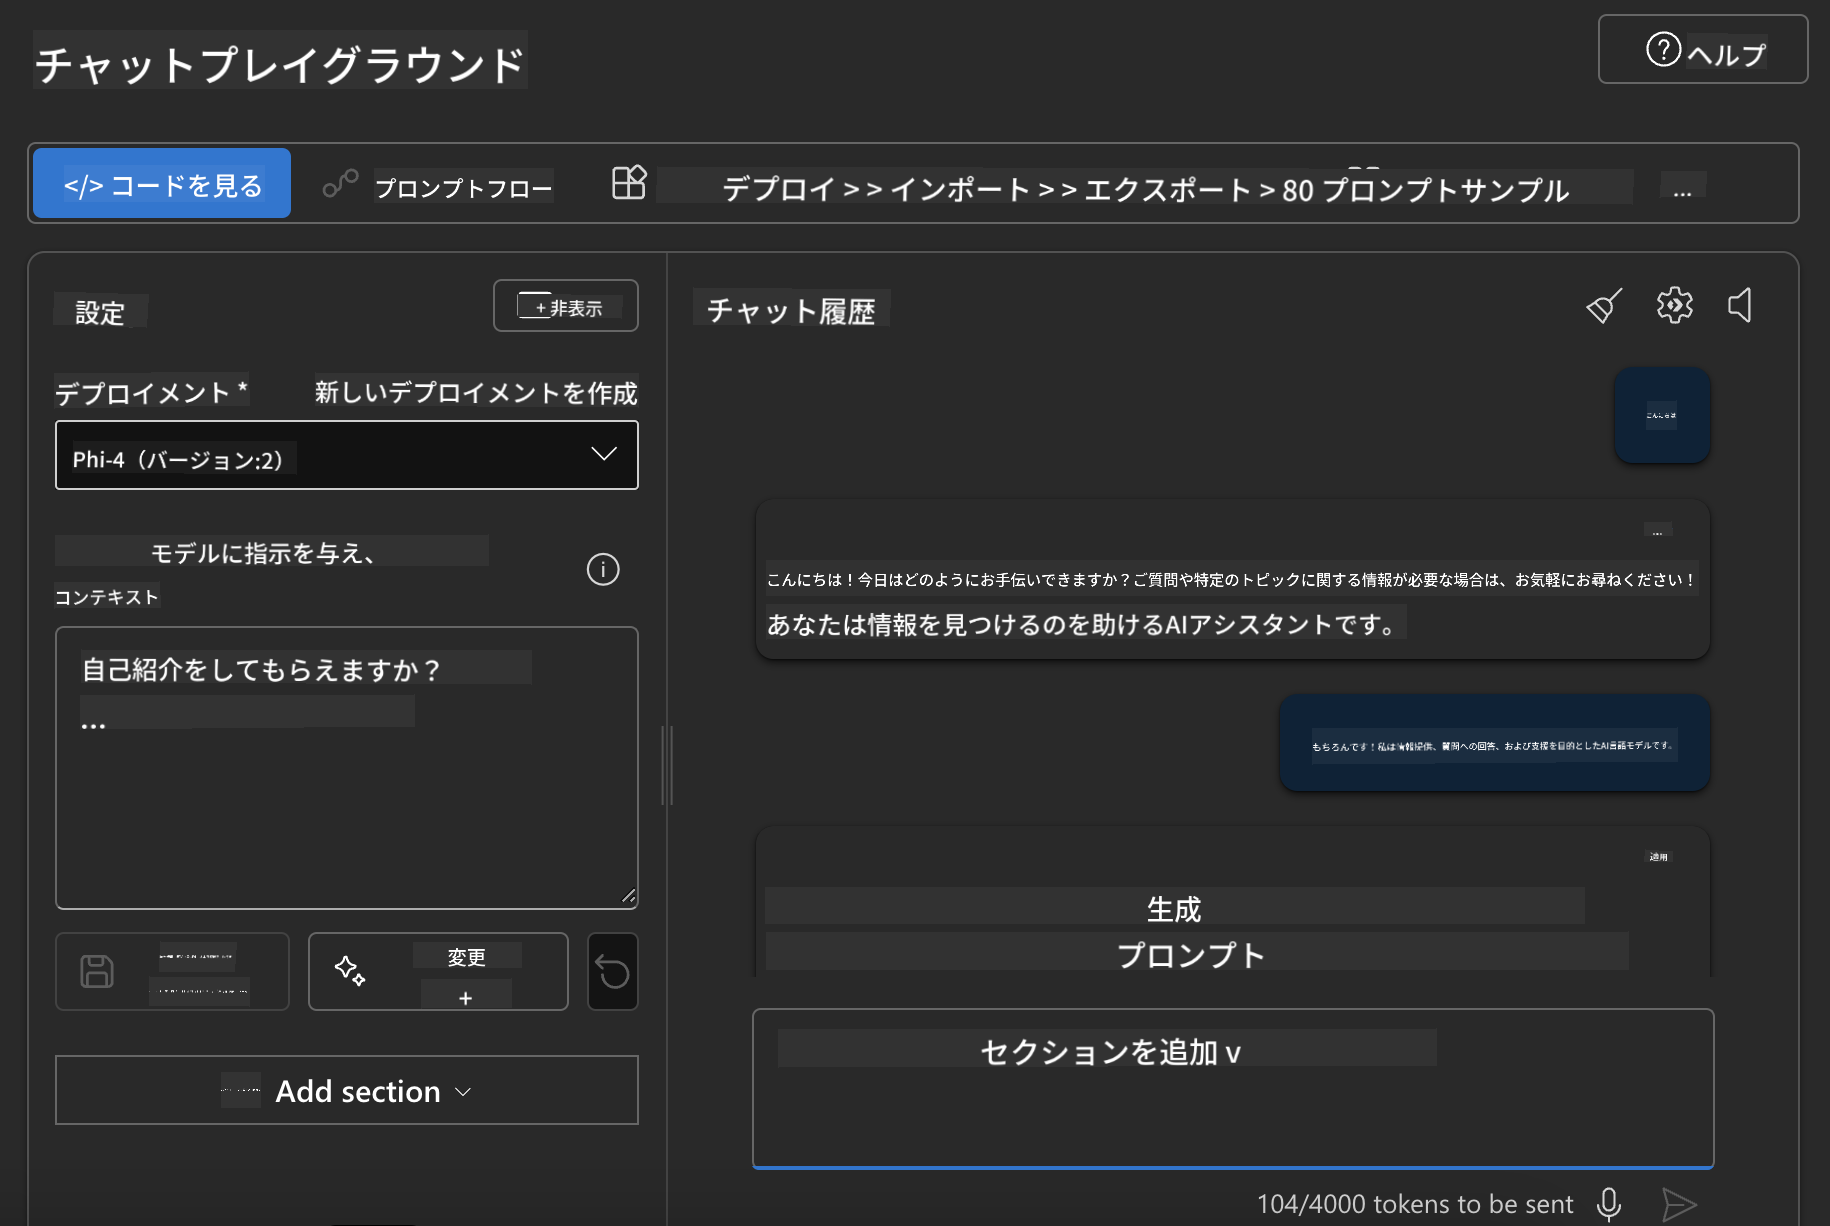 チャットプレイグラウンド
ヘルプ
</> コードを見る
プロンプトフロー
デプロイ > > インポート > > エクスポート > 80 プロンプトサンプル
...
設定
+ 非表示
デプロイメント *
新しいデプロイメントを作成
Phi-4（バージョン:2）
モデルに指示を与え、
コンテキスト
自己紹介をしてもらえますか？
...
変更
+
Add section
チャット履歴
こんにちは
...
こんにちは！今日はどのようにお手伝いできますか？ご質問や特定のトピックに関する情報が必要な場合は、お気軽にお尋ねください！
あなたは情報を見つけるのを助けるAIアシスタントです。
もちろんです！私は情報提供、質問への回答、および支援を目的としたAI言語モデルです。
適用
生成
プロンプト
セクションを追加 v
104/4000 tokens to be sent